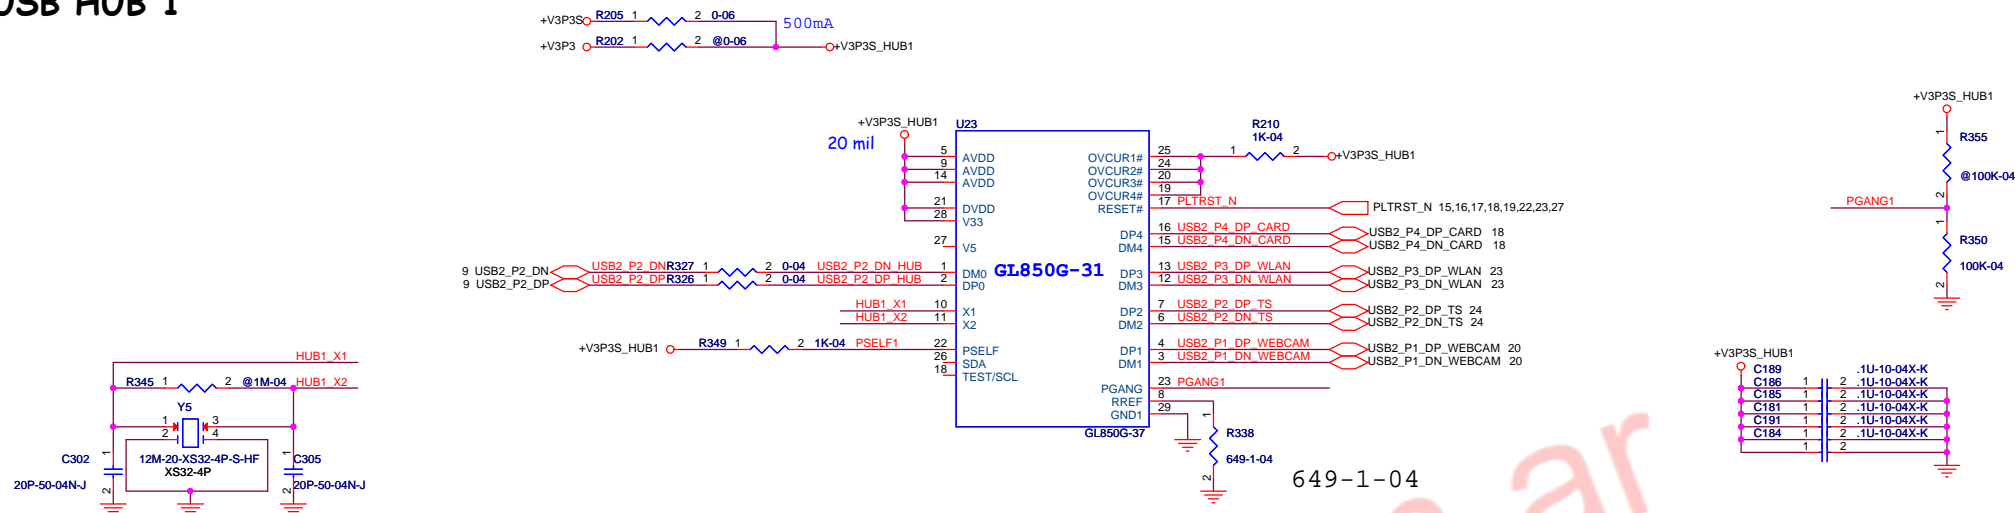 USB HUB 1
+V3P3S R205 1 2 0-06 500mA
+V3P3 R202 1 2 @0-06 +V3P3S_HUB1
+V3P3S_HUB1
20 mil
U23
5 AVDD
9 AVDD
14 AVDD
21 DVDD
28 V33
27 V5
9 USB2_P2_DN USB2_P2_DN R327 1 2 0-04 USB2_P2_DN_HUB 1 DM0
9 USB2_P2_DP USB2_P2_DP R326 1 2 0-04 USB2_P2_DP_HUB 2 DP0
HUB1_X1 10 X1
HUB1_X2 11 X2
+V3P3S_HUB1 R349 1 2 1K-04 PSELF1 22 PSELF
26 SDA
18 TEST/SCL
GL850G-31
R210
1K-04
OVCUR1# 25 1 2 +V3P3S_HUB1
OVCUR2# 24
OVCUR3# 20
OVCUR4# 19
RESET# 17 PLTRST_N PLTRST_N 15,16,17,18,19,22,23,27
DP4 16 USB2_P4_DP_CARD USB2_P4_DP_CARD 18
DM4 15 USB2_P4_DN_CARD USB2_P4_DN_CARD 18
DP3 13 USB2_P3_DP_WLAN USB2_P3_DP_WLAN 23
DM3 12 USB2_P3_DN_WLAN USB2_P3_DN_WLAN 23
DP2 7 USB2_P2_DP_TS USB2_P2_DP_TS 24
DM2 6 USB2_P2_DN_TS USB2_P2_DN_TS 24
DP1 4 USB2_P1_DP_WEBCAM USB2_P1_DP_WEBCAM 20
DM1 3 USB2_P1_DN_WEBCAM USB2_P1_DN_WEBCAM 20
PGANG 23 PGANG1
RREF 8
GND1 29
GL850G-37
1
R338
649-1-04
2
649-1-04
+V3P3S_HUB1
1
R355
@100K-04
2
PGANG1
1
R350
100K-04
2
HUB1_X1
R345 1 2 @1M-04 HUB1_X2
Y5
1 3
2 4
12M-20-XS32-4P-S-HF
XS32-4P
C302 1
20P-50-04N-J 2
1 C305
2 20P-50-04N-J
+V3P3S_HUB1
C189 .1U-10-04X-K
C186 1 2 .1U-10-04X-K
C185 1 2 .1U-10-04X-K
C181 1 2 .1U-10-04X-K
C191 1 2 .1U-10-04X-K
C184 1 2 .1U-10-04X-K
1 2
ar